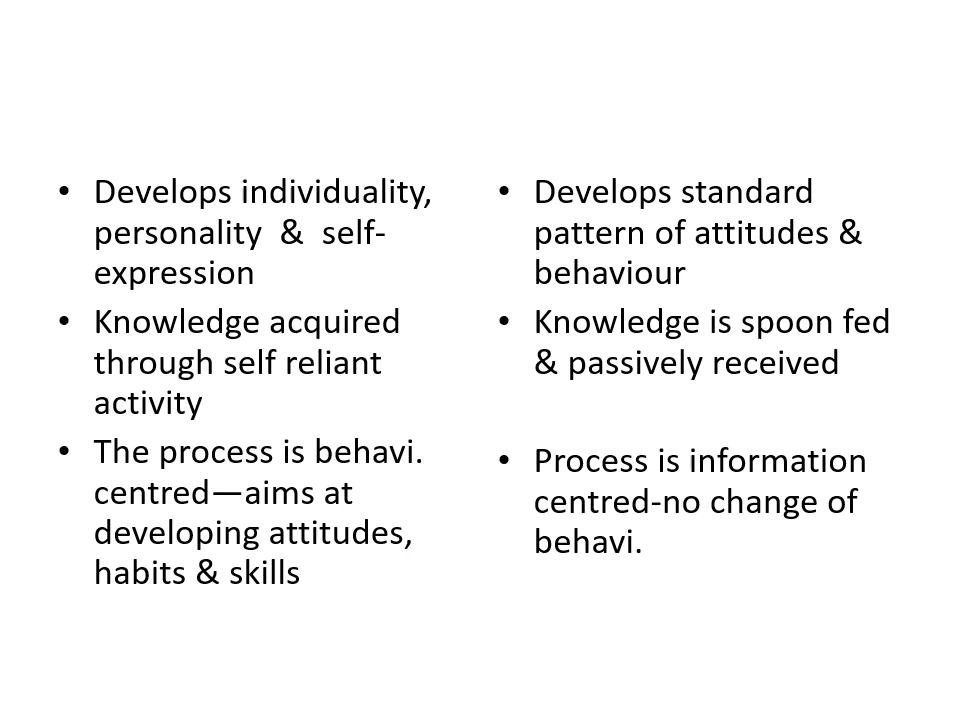 • Develops individuality,
personality & self-
expression
• Knowledge acquired
through self reliant
activity
• The process is behavi.
centred—aims at
developing attitudes,
habits & skills
• Develops standard
pattern of attitudes &
behaviour
• Knowledge is spoon fed
& passively received
• Process is information
centred-no change of
behavi.